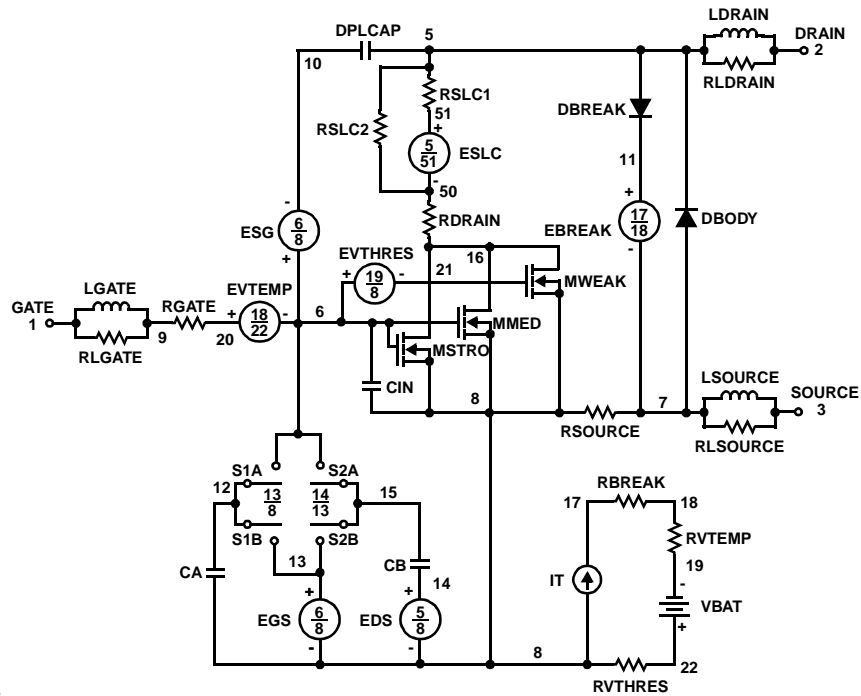 LDRAIN
DPLCAP 5 DRAIN
10 2
RLDRAIN
RSLC1
51
DBREAK
RSLC2
+
5
51
ESLC
-
11
50
-
+
RDRAIN
6
8
ESG
+
17
18
EBREAK
DBODY
-
EVTHRES
16
+
19
8
-
21
MWEAK
LGATE
EVTEMP
GATE
1
RGATE
+
18
22
-
6
MMED
9
20
RLGATE
MSTRO
CIN
8
LSOURCE
SOURCE
7
3
RSOURCE
RLSOURCE
S1A
S2A
12
13
8
14
13
15
RBREAK
17
18
S1B
S2B
RVTEMP
13
CA
CB
19
14
IT
-
+
+
VBAT
EGS
6
8
EDS
5
8
+
-
-
8
22
RVTHRES